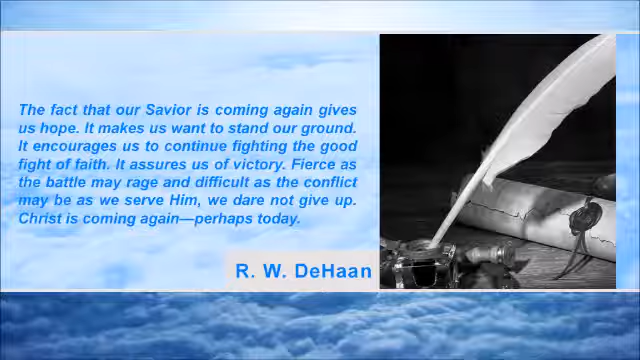 The fact that our Savior is coming again gives
us hope. It makes us want to stand our ground.
It encourages us to continue fighting the good
fight of faith. It assures us of victory. Fierce as
the battle may rage and difficult as the conflict
may be as we serve Him, we dare not give up.
Christ is coming again—perhaps today.
R. W. DeHaan